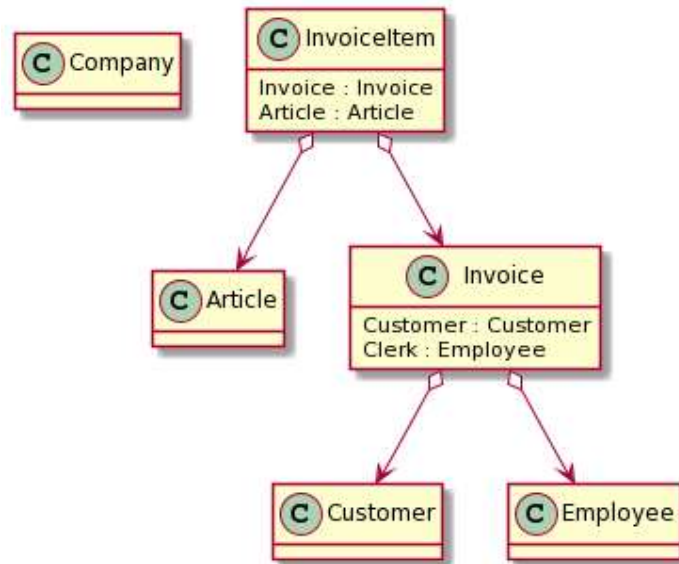 C Company
C InvoiceItem
Invoice : Invoice
Article : Article
C Article
C Invoice
Customer : Customer
Clerk : Employee
C Customer
C Employee